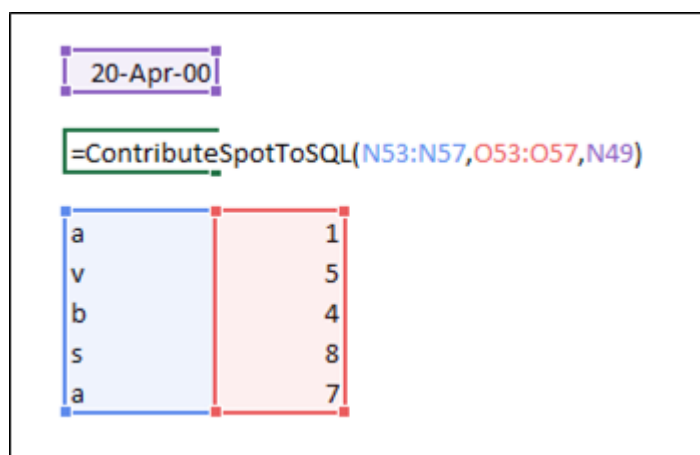 20-Apr-00
=ContributeSpotToSQL(N53:N57,O53:O57,N49)
a 1
v 5
b 4
s 8
a 7